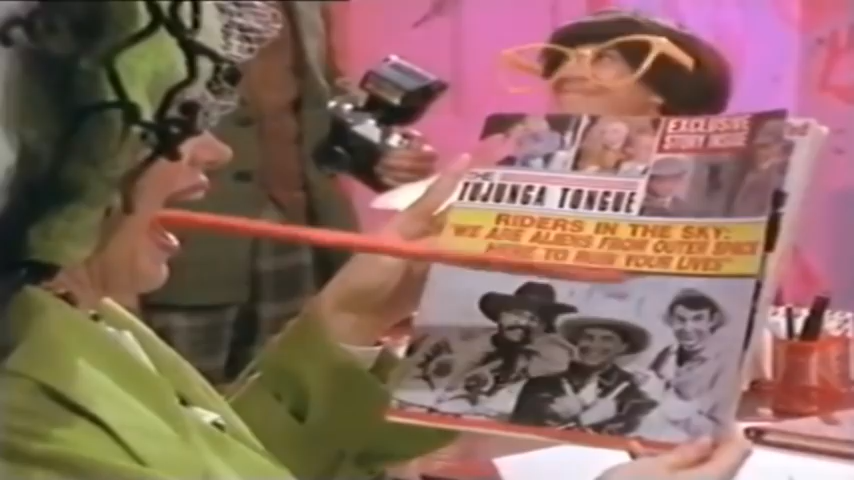 EXCLUSIVE
STORY INSIDE
THE
TUJUNGA TONGUE
RIDERS IN THE SKY:
"WE ARE ALIENS FROM OUTER SPACE
HERE TO RUIN YOUR LIVES"